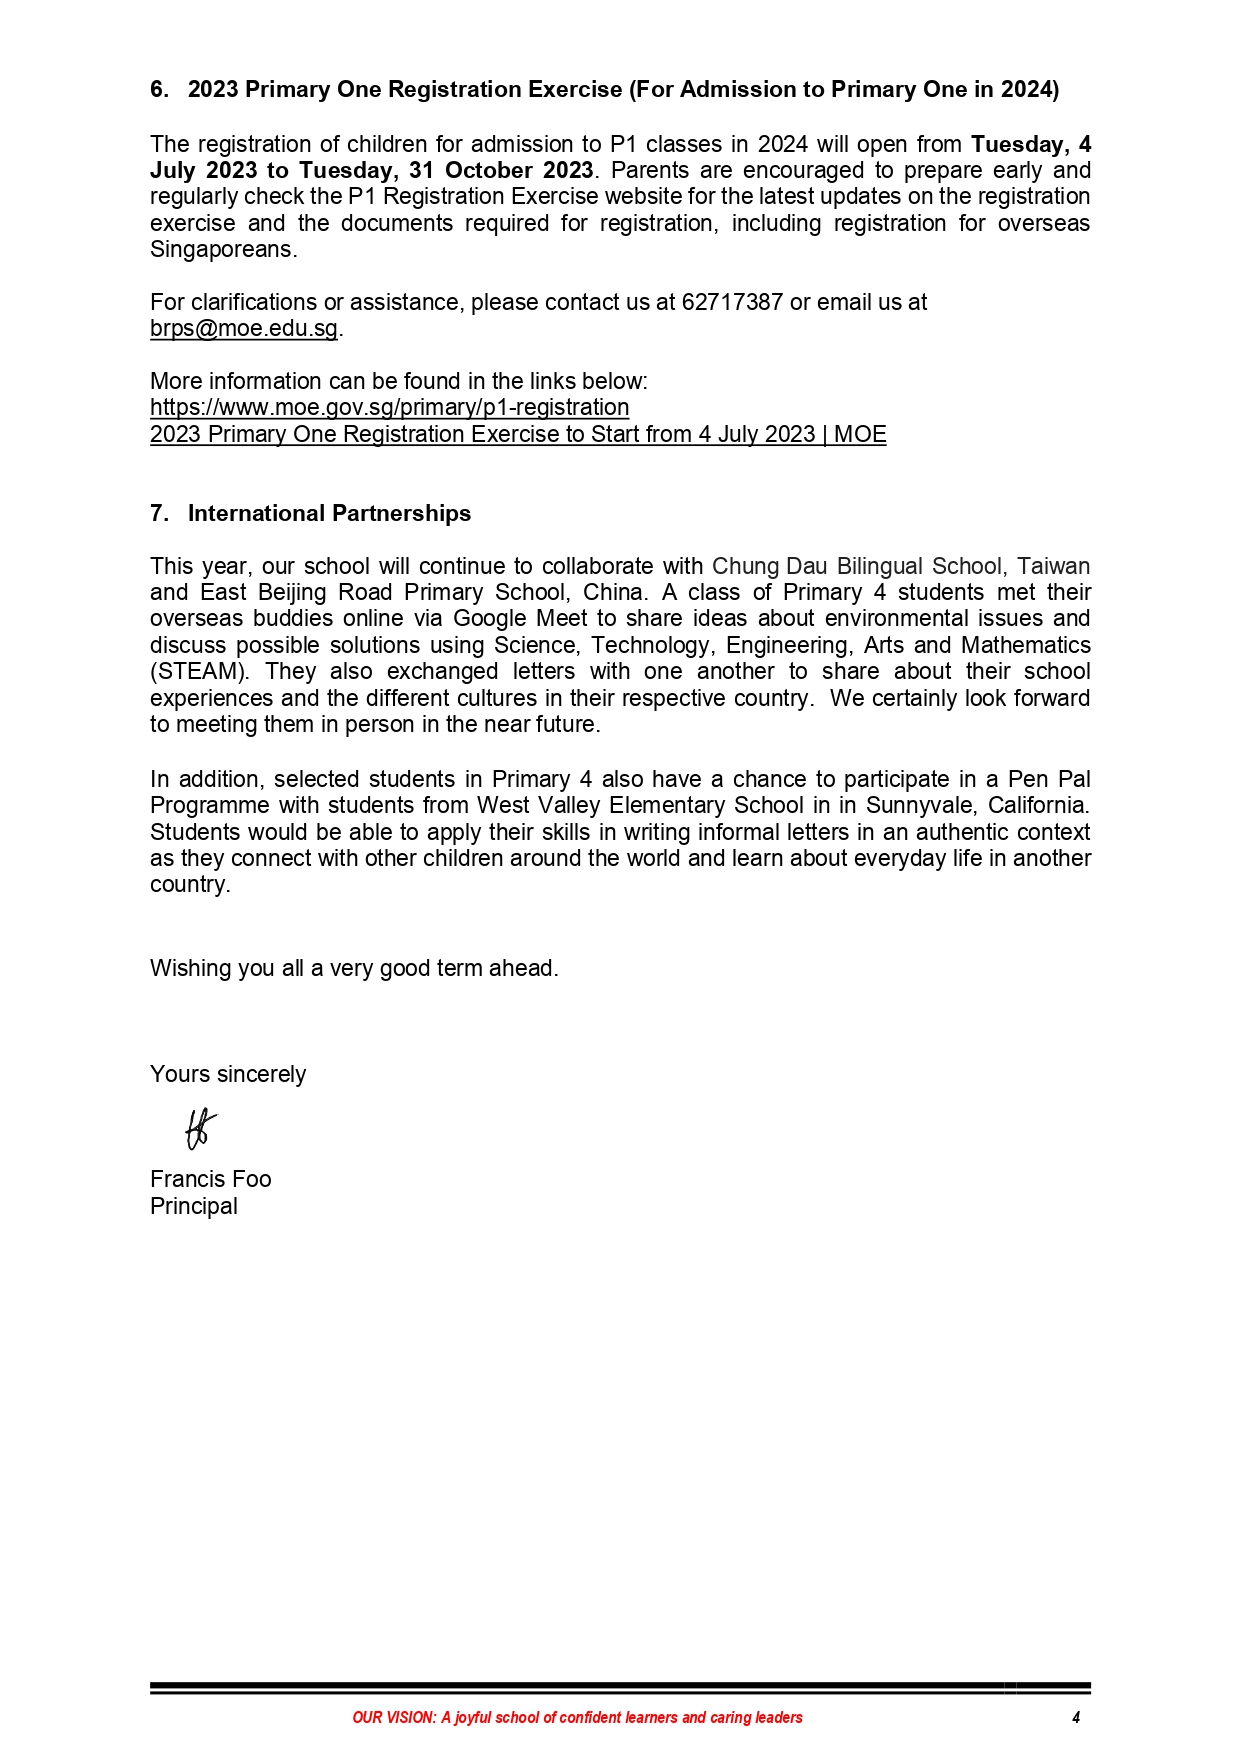 6. 2023 Primary One Registration Exercise (For Admission to Primary One in 2024)
The registration of children for admission to P1 classes in 2024 will open from Tuesday, 4
July 2023 to Tuesday, 31 October 2023. Parents are encouraged to prepare early and
regularly check the P1 Registration Exercise website for the latest updates on the registration
exercise and the documents required for registration, including registration for overseas
Singaporeans.
For clarifications or assistance, please contact us at 62717387 or email us at
brps@moe.edu.sg.
More information can be found in the links below:
https://www.moe.gov.sg/primary/p1-registration
2023 Primary One Registration Exercise to Start from 4 July 2023 | MOE
7. International Partnerships
This year, our school will continue to collaborate with Chung Dau Bilingual School, Taiwan
and East Beijing Road Primary School, China. A class of Primary 4 students met their
overseas buddies online via Google Meet to share ideas about environmental issues and
discuss possible solutions using Science, Technology, Engineering, Arts and Mathematics
(STEAM). They also exchanged letters with one another to share about their school
experiences and the different cultures in their respective country. We certainly look forward
to meeting them in person in the near future.
In addition, selected students in Primary 4 also have a chance to participate in a Pen Pal
Programme with students from West Valley Elementary School in in Sunnyvale, California.
Students would be able to apply their skills in writing informal letters in an authentic context
as they connect with other children around the world and learn about everyday life in another
country.
Wishing you all a very good term ahead.
Yours sincerely
Francis Foo
Principal
OUR VISION: A joyful school of confident learners and caring leaders 4